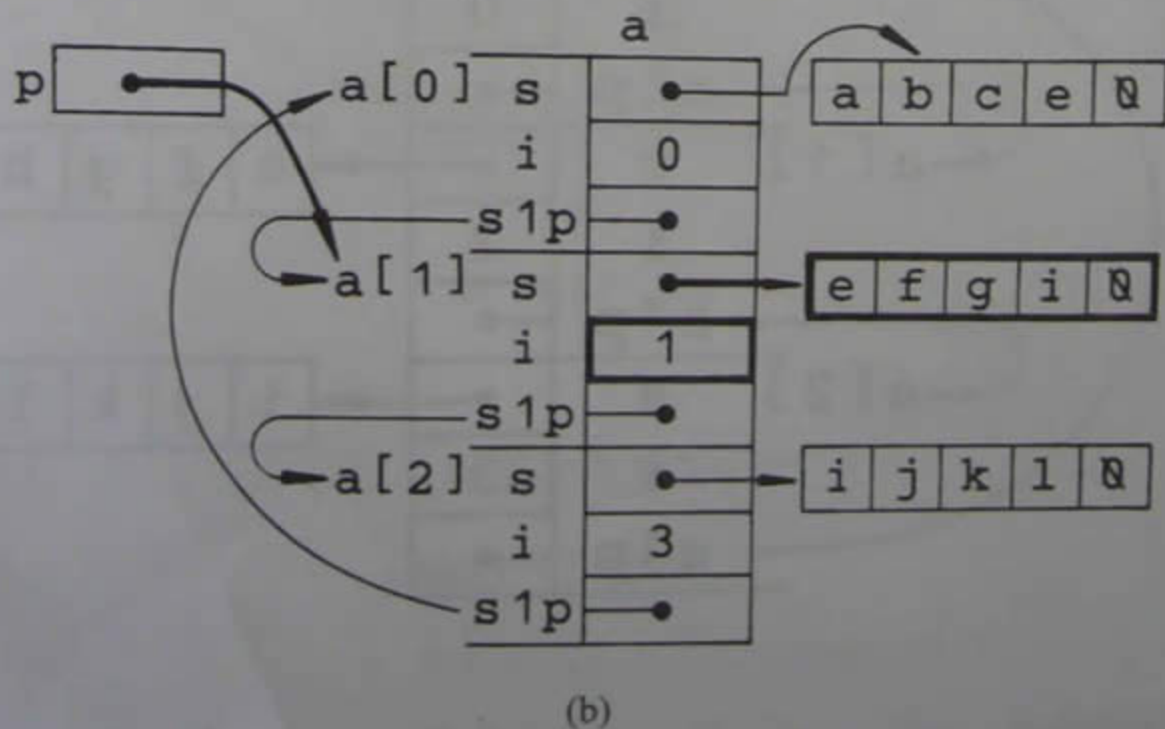 a
p
a[0] s a b c e \0
i 0
s1p
a[1] s e f g i \0
i 1
s1p
a[2] s i j k l \0
i 3
s1p
(b)